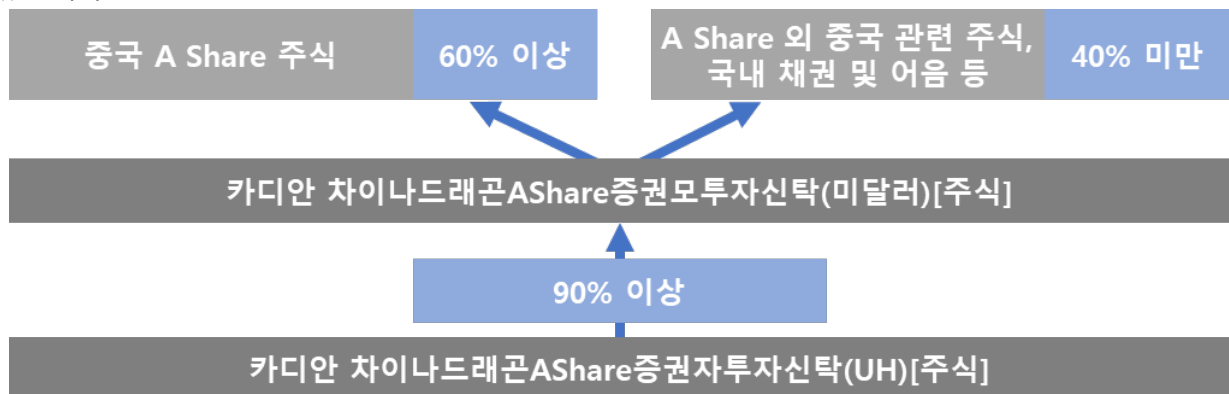 중국 A Share 주식
60% 이상
A Share 외 중국 관련 주식,
국내 채권 및 어음 등
40% 미만
카디안 차이나드래곤AShare증권모투자신탁(미달러)[주식]
90% 이상
카디안 차이나드래곤AShare증권자투자신탁(UH)[주식]